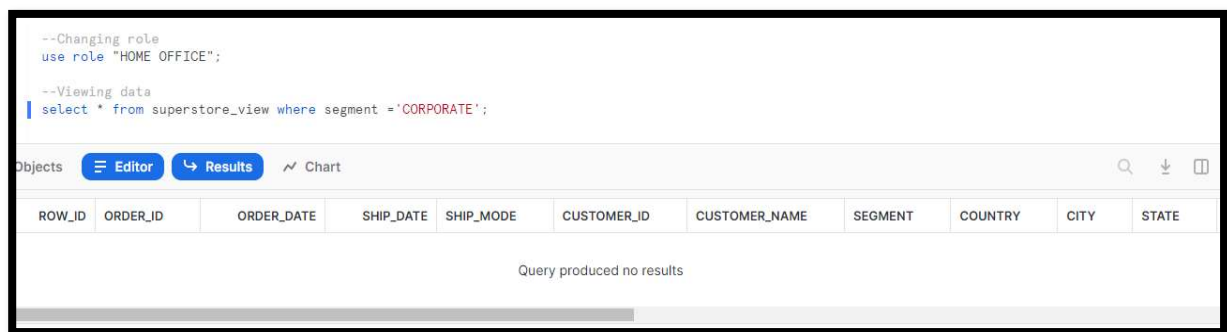 --Changing role
use role "HOME OFFICE";
--Viewing data
select * from superstore_view where segment ='CORPORATE';
Objects Editor Results Chart
ROW_ID ORDER_ID ORDER_DATE SHIP_DATE SHIP_MODE CUSTOMER_ID CUSTOMER_NAME SEGMENT COUNTRY CITY STATE
Query produced no results